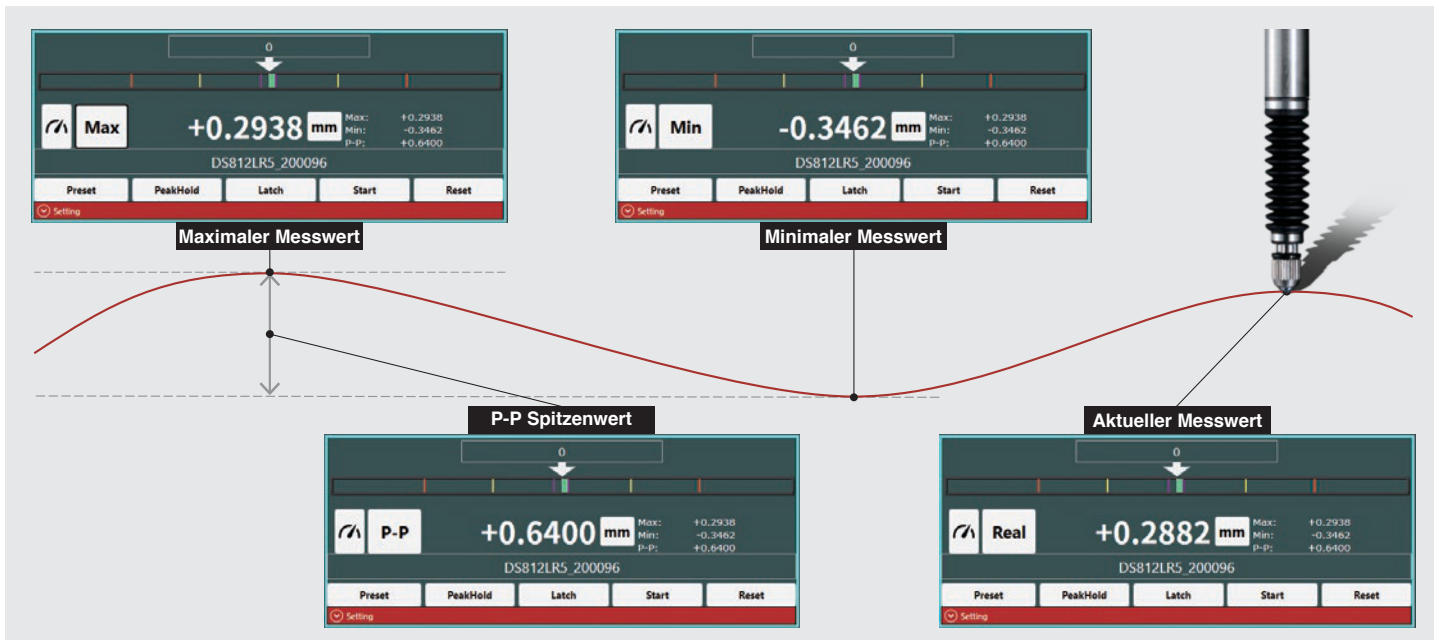 0
Max
+0.2938 mm
Max: +0.2938
Min: -0.3462
P-P: +0.6400
DS812LR5_200096
Preset PeakHold Latch Start Reset
Setting
Maximaler Messwert
0
Min
-0.3462 mm
Max: +0.2938
Min: -0.3462
P-P: +0.6400
DS812LR5_200096
Preset PeakHold Latch Start Reset
Setting
Minimaler Messwert
P-P Spitzenwert
0
P-P
+0.6400 mm
Max: +0.2938
Min: -0.3462
P-P: +0.6400
DS812LR5_200096
Preset PeakHold Latch Start Reset
Setting
Aktueller Messwert
0
Real
+0.2882 mm
Max: +0.2938
Min: -0.3462
P-P: +0.6400
DS812LR5_200096
Preset PeakHold Latch Start Reset
Setting